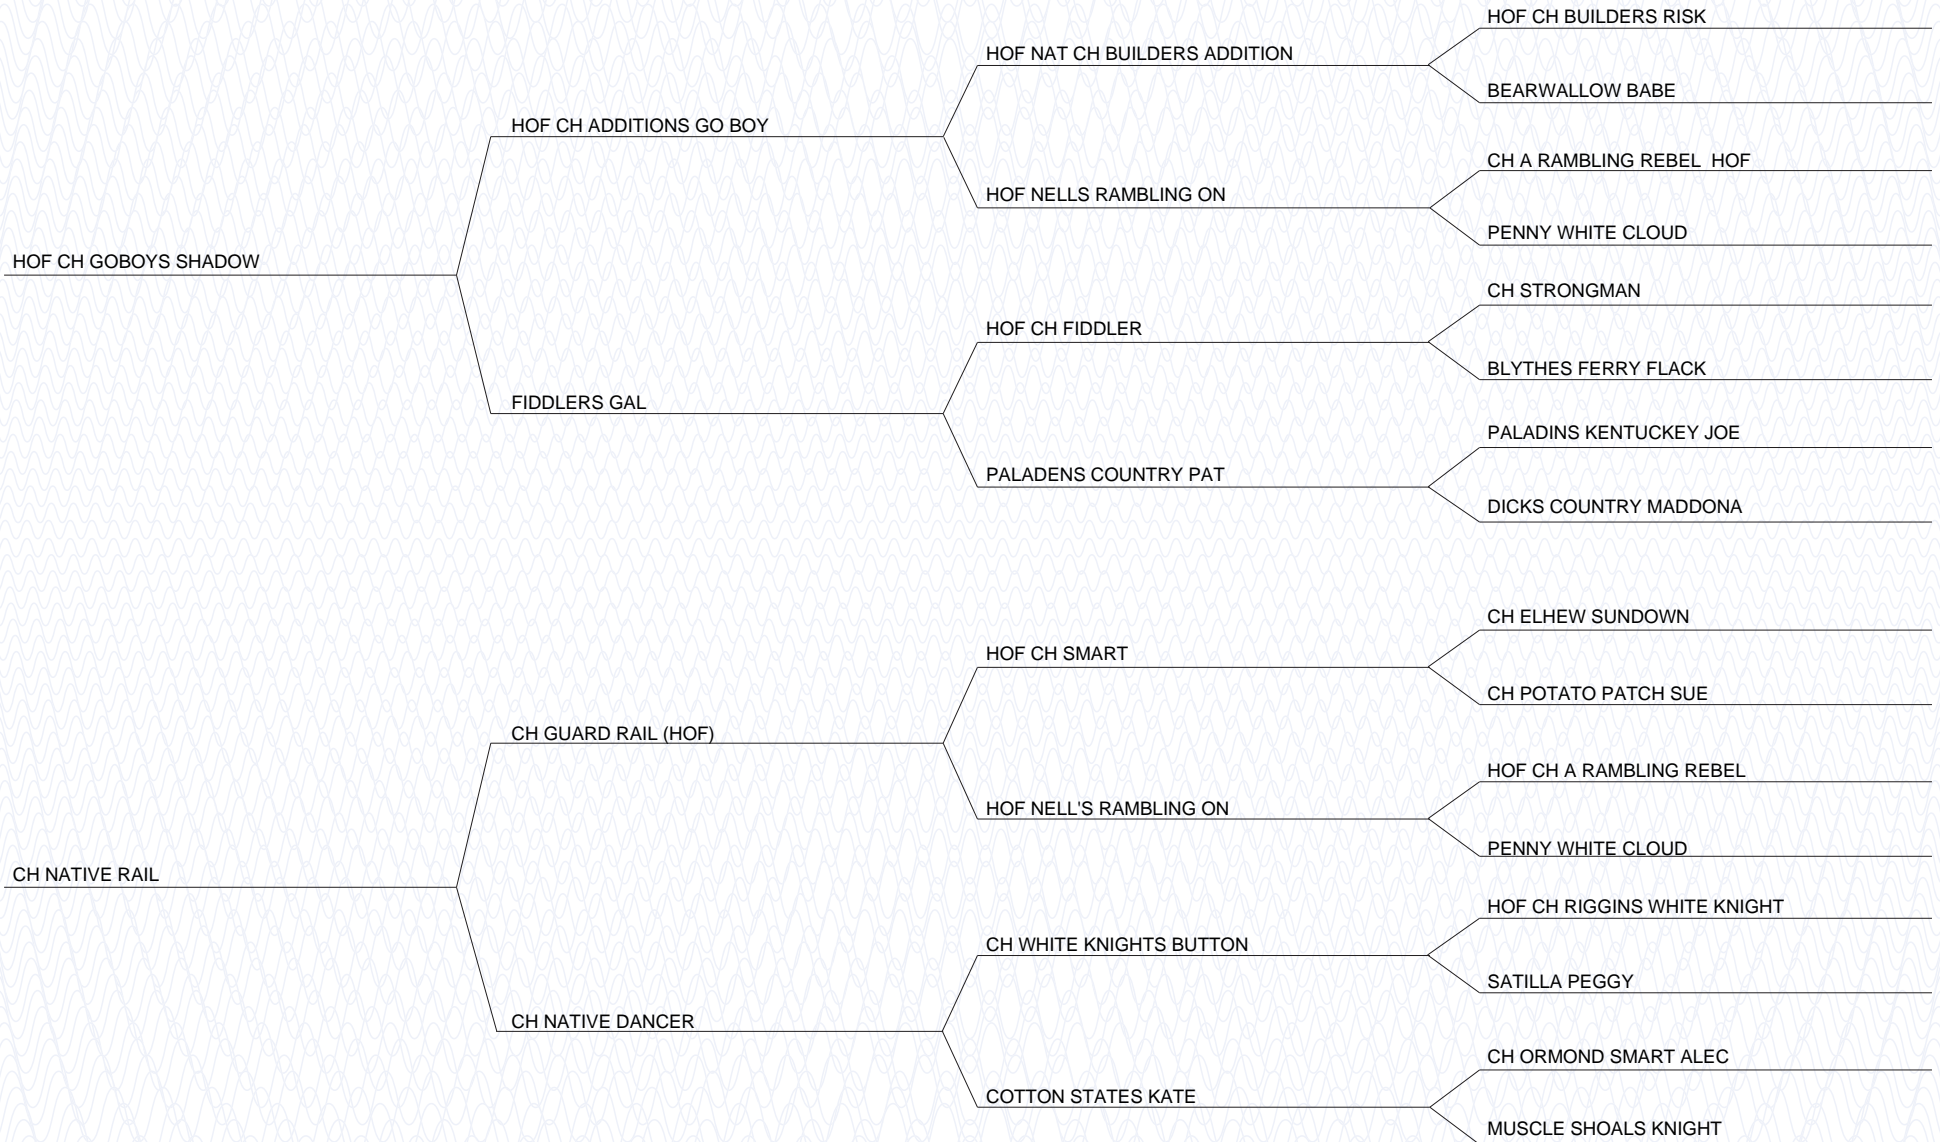 HOF CH BUILDERS RISK
HOF NAT CH BUILDERS ADDITION
BEARWALLOW BABE
HOF CH ADDITIONS GO BOY
CH A RAMBLING REBEL  HOF
HOF NELLS RAMBLING ON
PENNY WHITE CLOUD
HOF CH GOBOYS SHADOW
CH STRONGMAN
HOF CH FIDDLER
BLYTHES FERRY FLACK
FIDDLERS GAL
PALADINS KENTUCKEY JOE
PALADENS COUNTRY PAT
DICKS COUNTRY MADDONA
CH ELHEW SUNDOWN
HOF CH SMART
CH POTATO PATCH SUE
CH GUARD RAIL (HOF)
HOF CH A RAMBLING REBEL
HOF NELL'S RAMBLING ON
PENNY WHITE CLOUD
CH NATIVE RAIL
HOF CH RIGGINS WHITE KNIGHT
CH WHITE KNIGHTS BUTTON
SATILLA PEGGY
CH NATIVE DANCER
CH ORMOND SMART ALEC
COTTON STATES KATE
MUSCLE SHOALS KNIGHT